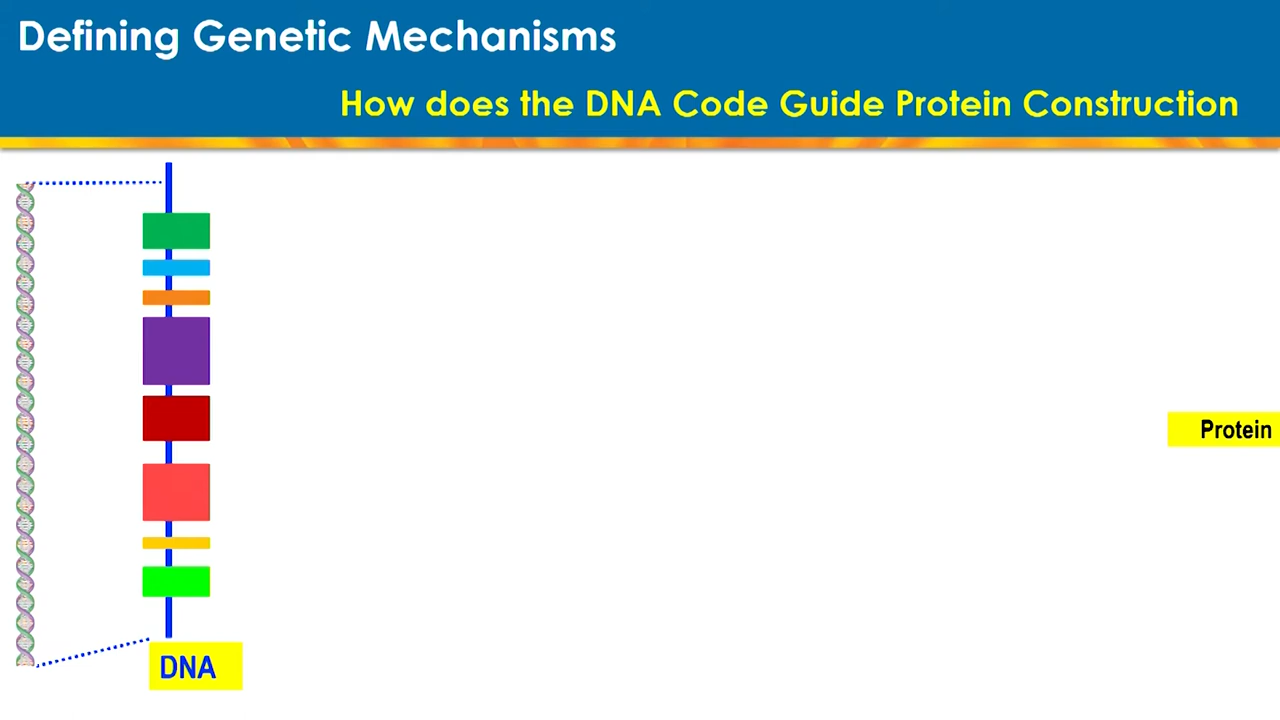 Defining Genetic Mechanisms
How does the DNA Code Guide Protein Construction
Protein
DNA